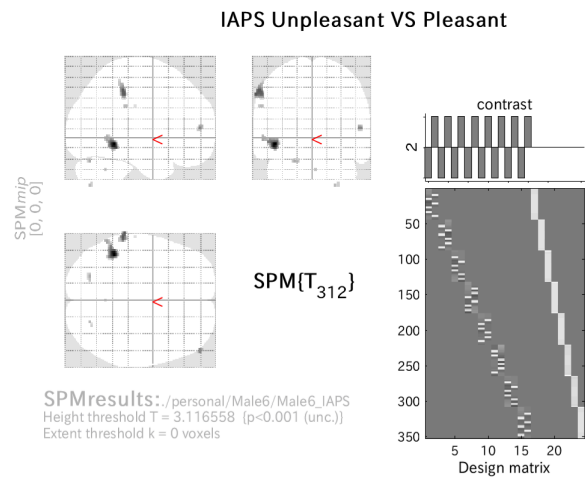 IAPS Unpleasant VS Pleasant
SPMmip
[0, 0, 0]
<
<
<
SPM{T312}
contrast
2
50
100
150
200
250
300
350
5 10 15 20
Design matrix
SPMresults:./personal/Male6/Male6_IAPS
Height threshold T = 3.116558 {p<0.001 (unc.)}
Extent threshold k = 0 voxels